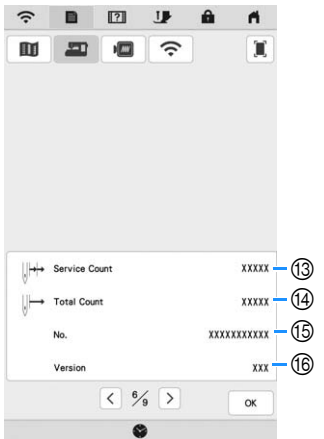 Service Count XXXXX ⑬
Total Count XXXXX ⑭
No. XXXXXXXXXXX ⑮
Version XXX ⑯
< 6/9 > OK